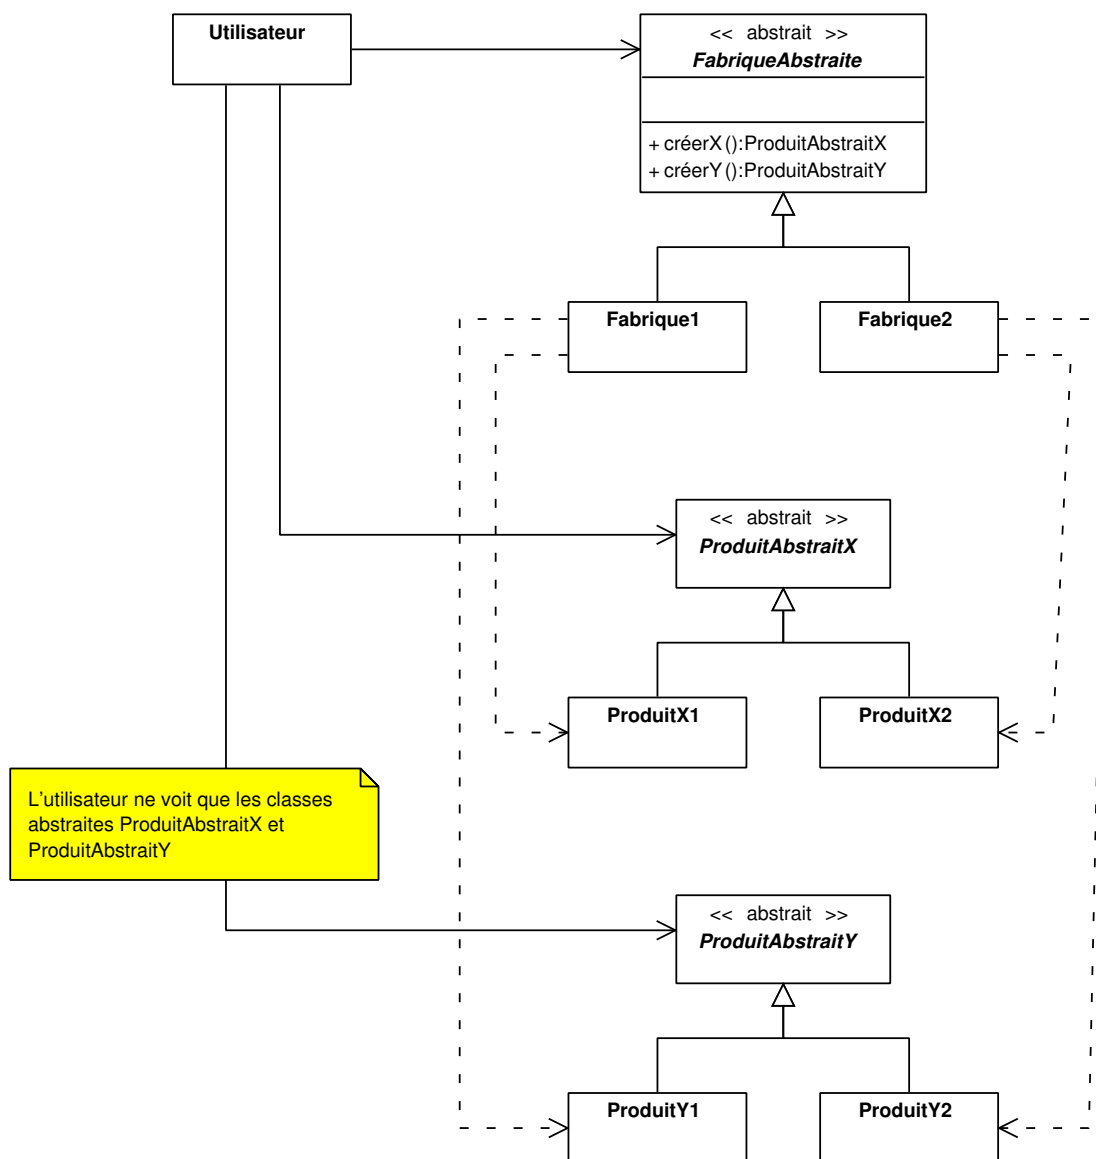 Utilisateur
<< abstrait >>
FabriqueAbstraite
+ créerX():ProduitAbstraitX
+ créerY():ProduitAbstraitY
Fabrique1
Fabrique2
<< abstrait >>
ProduitAbstraitX
ProduitX1
ProduitX2
L'utilisateur ne voit que les classes
abstraites ProduitAbstraitX et
ProduitAbstraitY
<< abstrait >>
ProduitAbstraitY
ProduitY1
ProduitY2